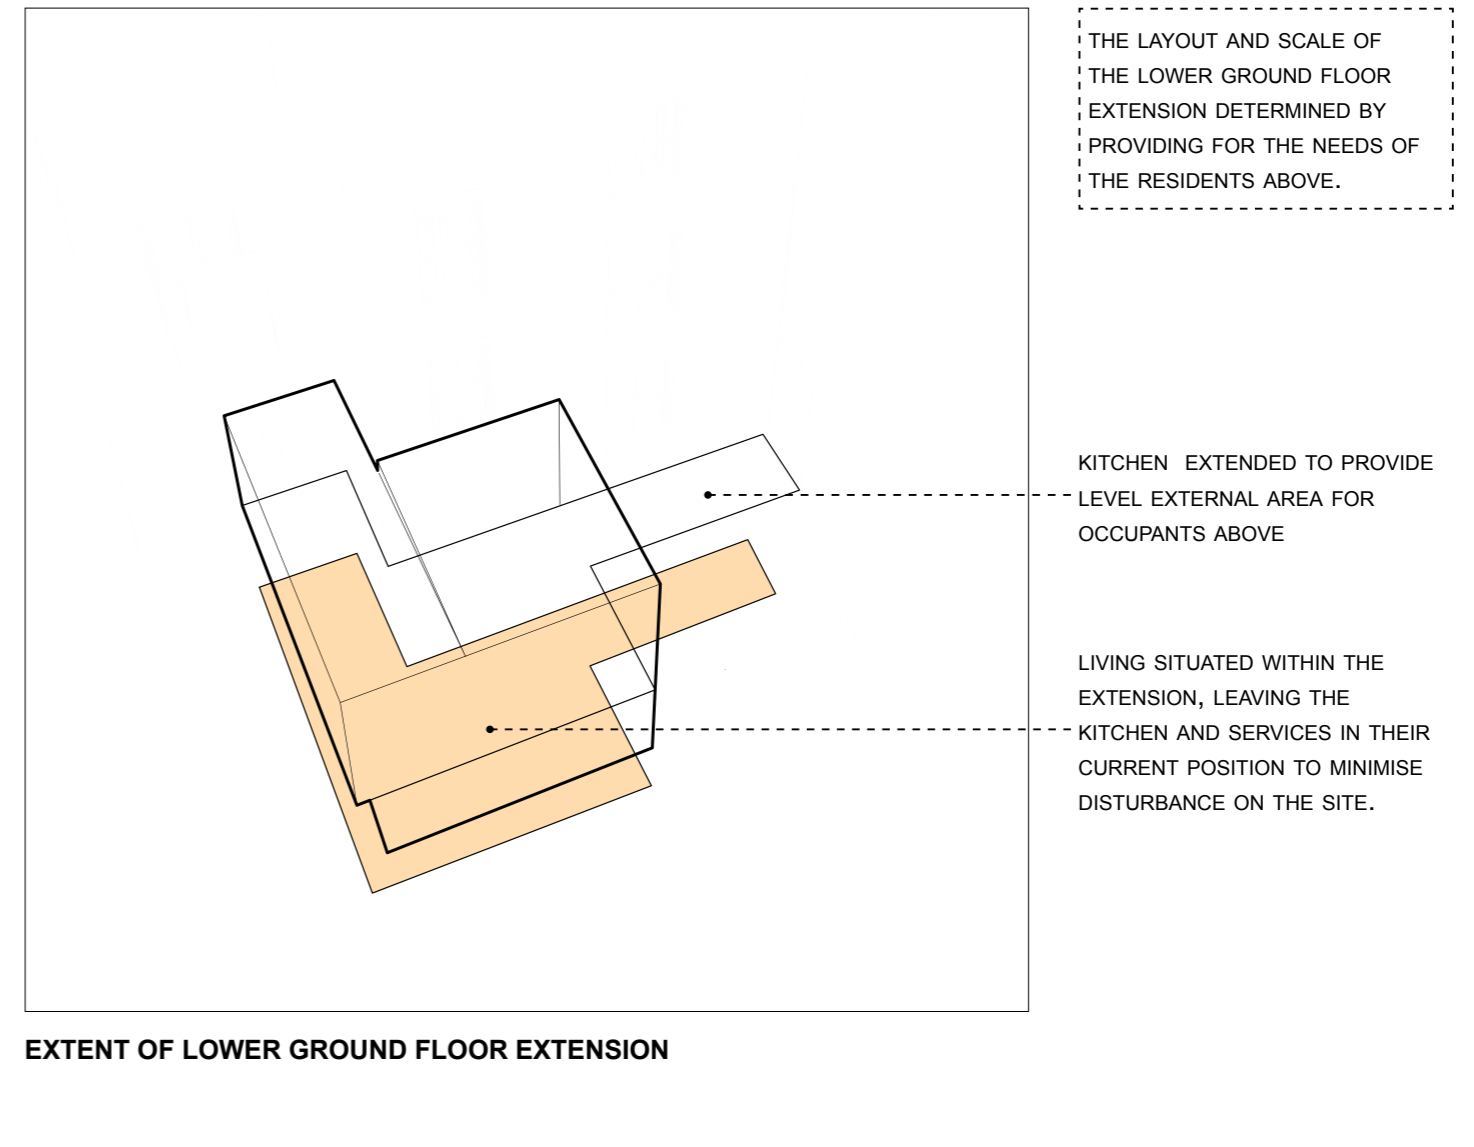 THE LAYOUT AND SCALE OF
THE LOWER GROUND FLOOR
EXTENSION DETERMINED BY
PROVIDING FOR THE NEEDS OF
THE RESIDENTS ABOVE.
KITCHEN  EXTENDED TO PROVIDE
LEVEL EXTERNAL AREA FOR
OCCUPANTS ABOVE
LIVING SITUATED WITHIN THE
EXTENSION, LEAVING THE
KITCHEN AND SERVICES IN THEIR
CURRENT POSITION TO MINIMISE
DISTURBANCE ON THE SITE.
EXTENT OF LOWER GROUND FLOOR EXTENSION